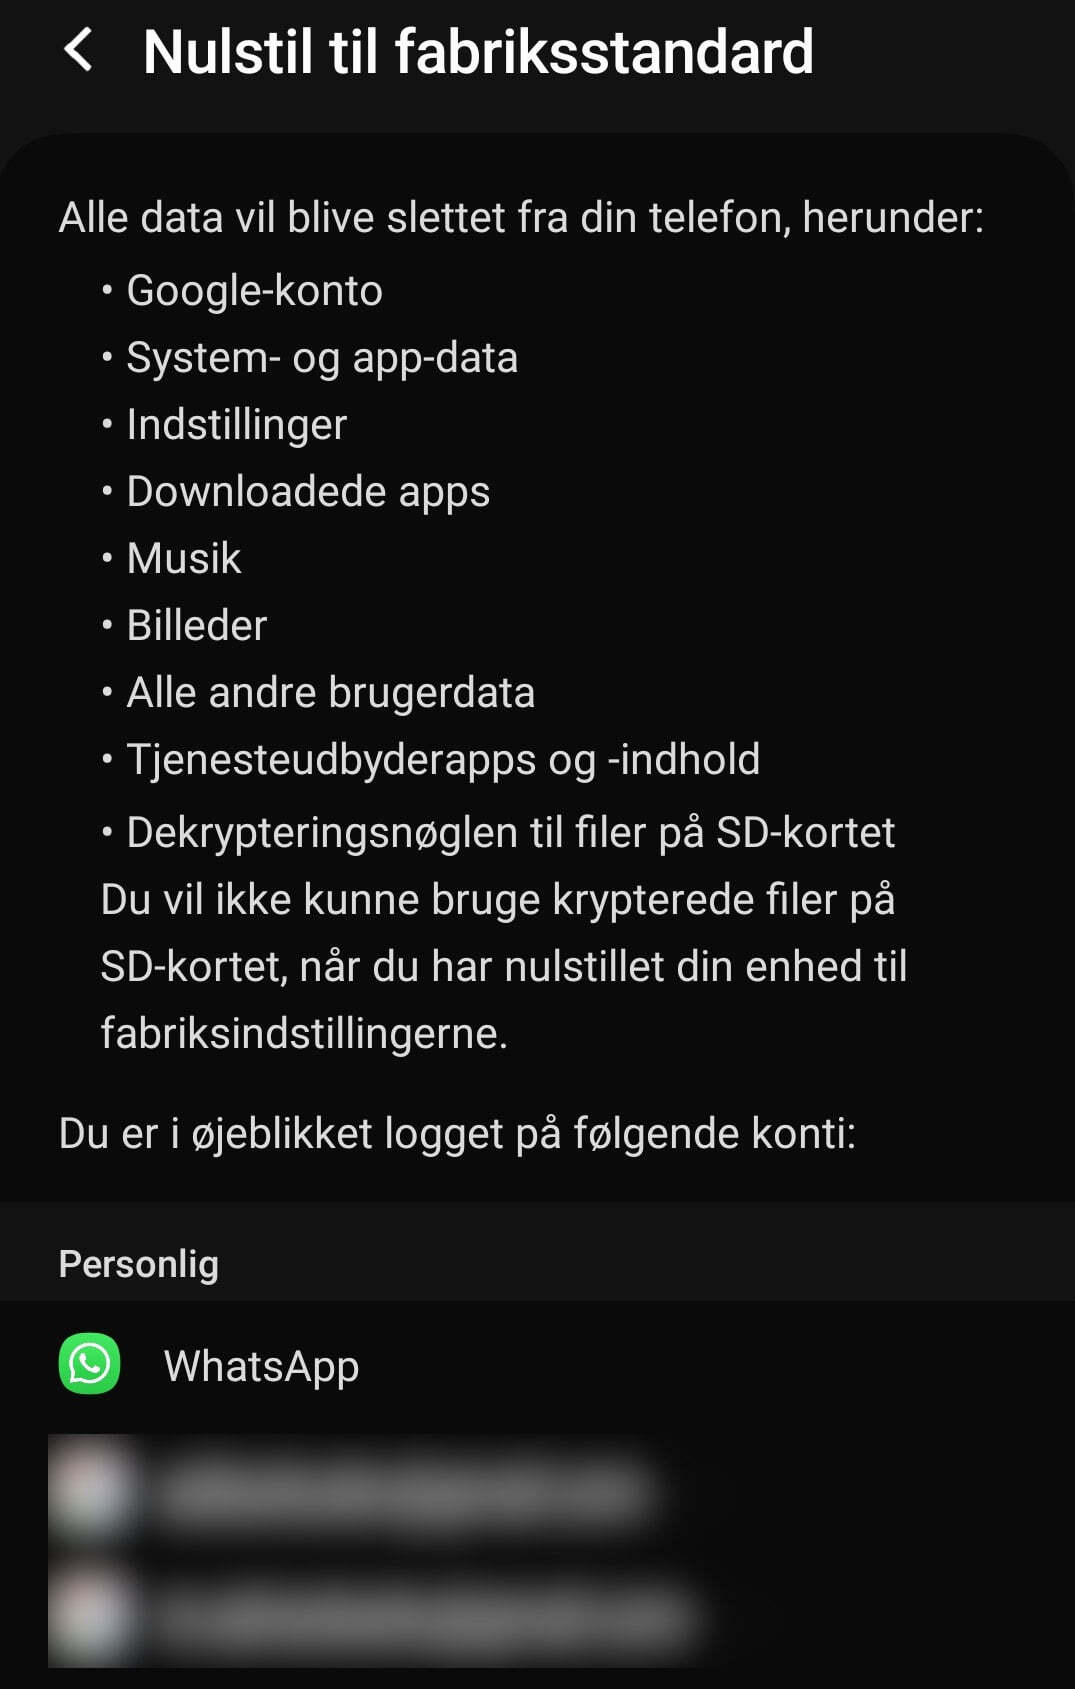 Nulstil til fabriksstandard
Alle data vil blive slettet fra din telefon, herunder:
• Google-konto
• System- og app-data
• Indstillinger
• Downloadede apps
• Musik
• Billeder
• Alle andre brugerdata
• Tjenesteudbyderapps og -indhold
• Dekrypteringsnøglen til filer på SD-kortet
Du vil ikke kunne bruge krypterede filer på
SD-kortet, når du har nulstillet din enhed til
fabriksindstillingerne.
Du er i øjeblikket logget på følgende konti:
Personlig
WhatsApp